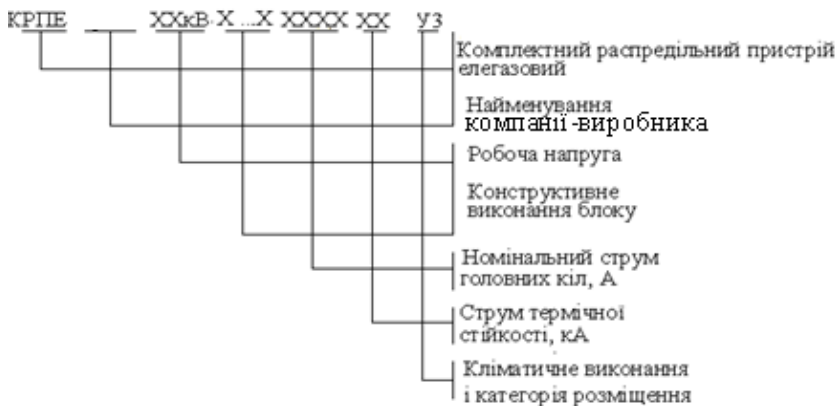 КРПЕ ____ ХХкВ-Х ...Х ХХХХ ХХ У3
Комплектний распредільний пристрій
елегазовий
Найменування
компанії-виробника
Робоча напруга
Конструктивне
виконання блоку
Номінальний струм
головних кіл, А
Струм термічної
стійкості, кА
Кліматичне виконання
і категорія розміщення